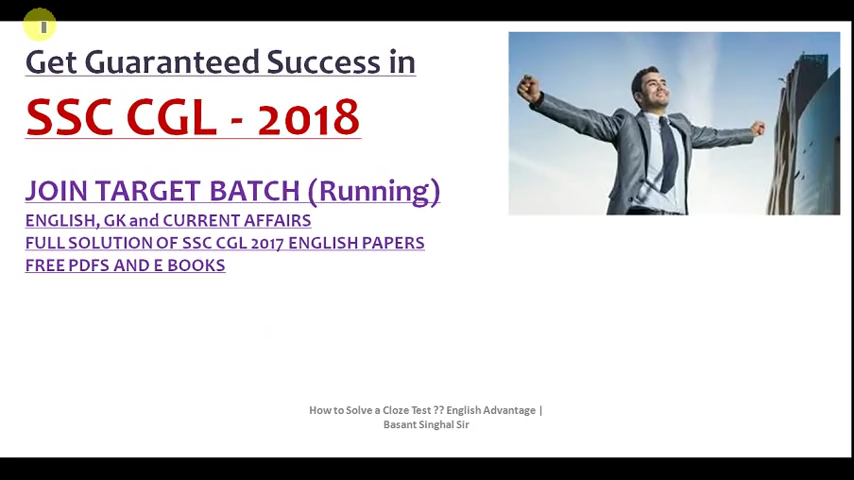 Get Guaranteed Success in
SSC CGL - 2018
JOIN TARGET BATCH (Running)
ENGLISH, GK and CURRENT AFFAIRS
FULL SOLUTION OF SSC CGL 2017 ENGLISH PAPERS
FREE PDFS AND E BOOKS
How to Solve a Cloze Test ?? English Advantage |
Basant Singhal Sir